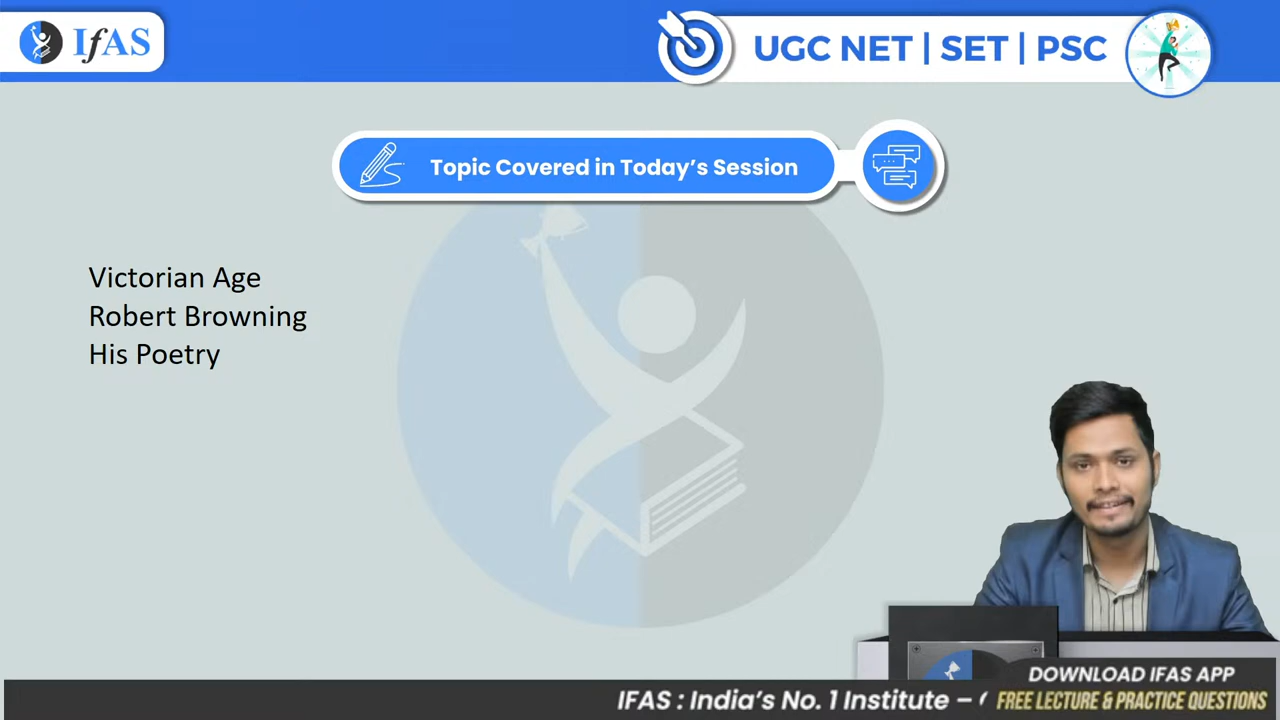 IfAS
UGC NET | SET | PSC
Topic Covered in Today's Session
Victorian Age
Robert Browning
His Poetry
DOWNLOAD IFAS APP
IFAS : India's No. 1 Institute –
FREE LECTURE & PRACTICE QUESTIONS